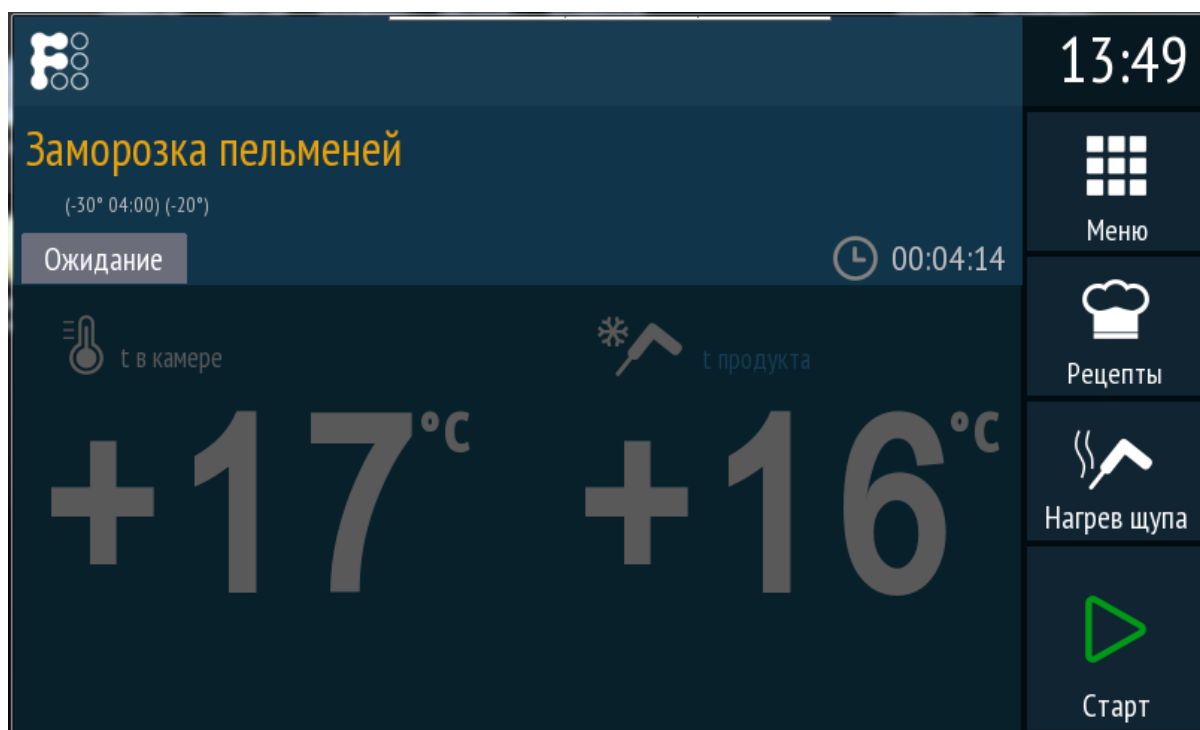 13:49
Заморозка пельменей
(-30° 04:00) (-20°)
Ожидание
00:04:14
t в камере
t продукта
+17°C
+16°C
Меню
Рецепты
Нагрев щупа
Старт